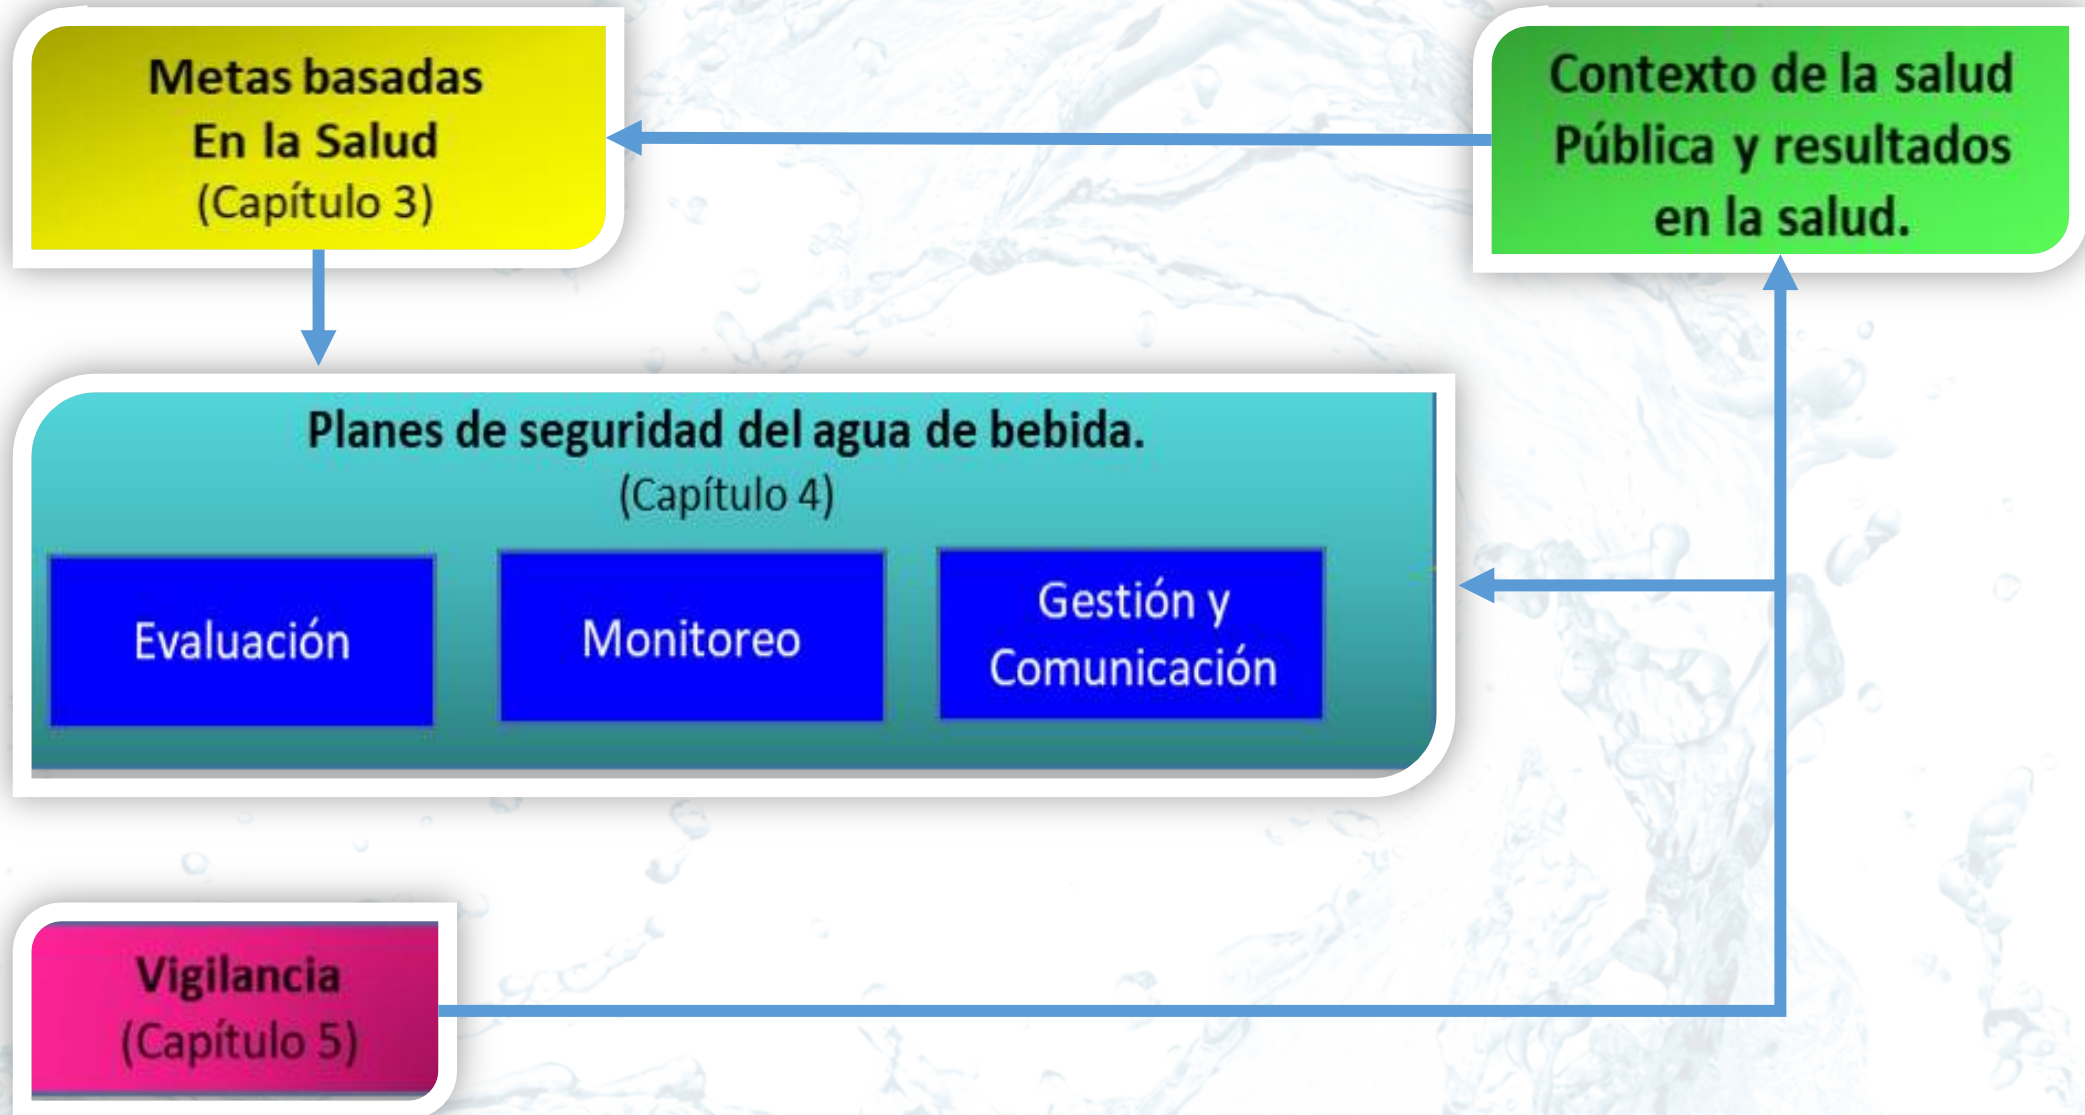 Metas basadas
En la Salud
(Capítulo 3)
Contexto de la salud
Pública y resultados
en la salud.
Planes de seguridad del agua de bebida.
(Capítulo 4)
Evaluación
Monitoreo
Gestión y
Comunicación
Vigilancia
(Capítulo 5)